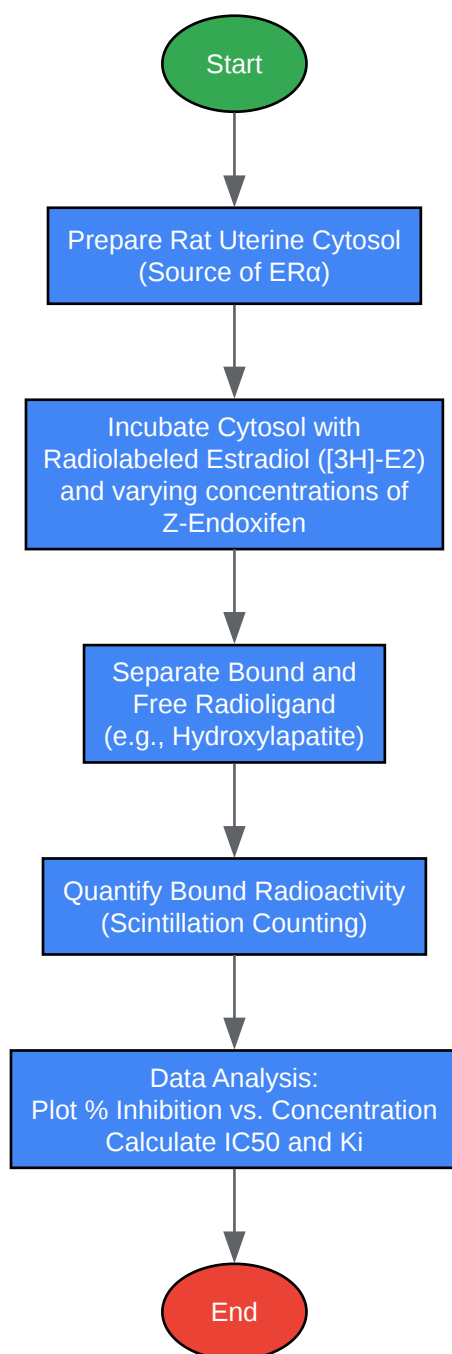 Start
Prepare Rat Uterine Cytosol
(Source of ERα)
Incubate Cytosol with
Radiolabeled Estradiol ([3H]-E2)
and varying concentrations of
Z-Endoxifen
Separate Bound and
Free Radioligand
(e.g., Hydroxylapatite)
Quantify Bound Radioactivity
(Scintillation Counting)
Data Analysis:
Plot % Inhibition vs. Concentration
Calculate IC50 and Ki
End